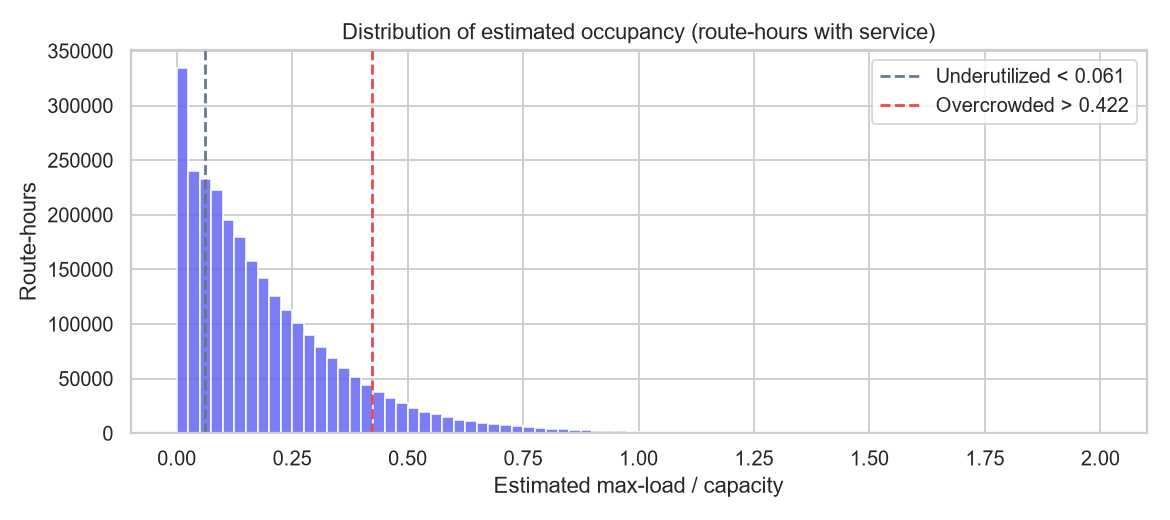 Distribution of estimated occupancy (route-hours with service)
350000
300000
250000
200000
150000
100000
50000
0
Route-hours
Underutilized < 0.061
Overcrowded > 0.422
0.00 0.25 0.50 0.75 1.00 1.25 1.50 1.75 2.00
Estimated max-load / capacity